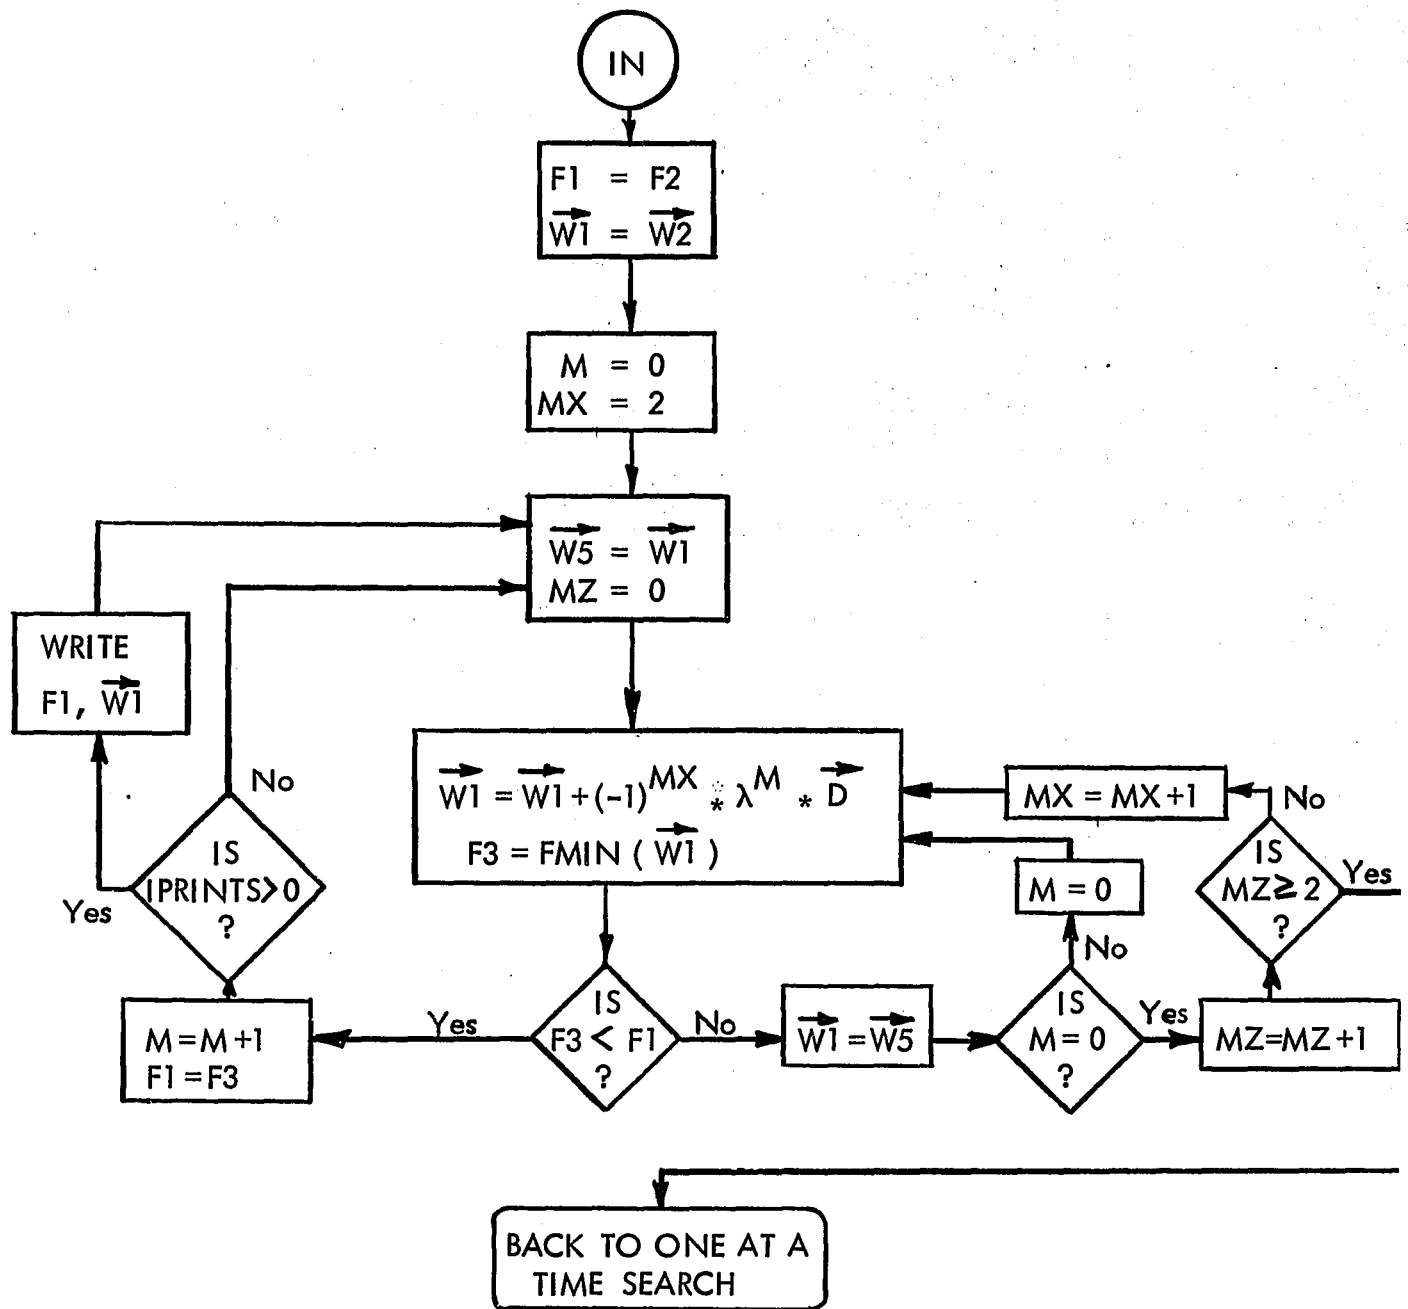 IN
F1 = F2
W1 = W2
M = 0
MX = 2
W5 = W1
MZ = 0
WRITE
F1, W1
No
W1 = W1 + (-1)^MX * λ^M * D
F3 = FMIN ( W1 )
MX = MX+1
No
IS
IPRINTS>0
?
Yes
M = 0
IS
MZ ≥ 2
?
Yes
No
M = M+1
F1 = F3
Yes
IS
F3 < F1
?
No
W1 = W5
IS
M = 0
?
Yes
MZ=MZ+1
BACK TO ONE AT A
TIME SEARCH